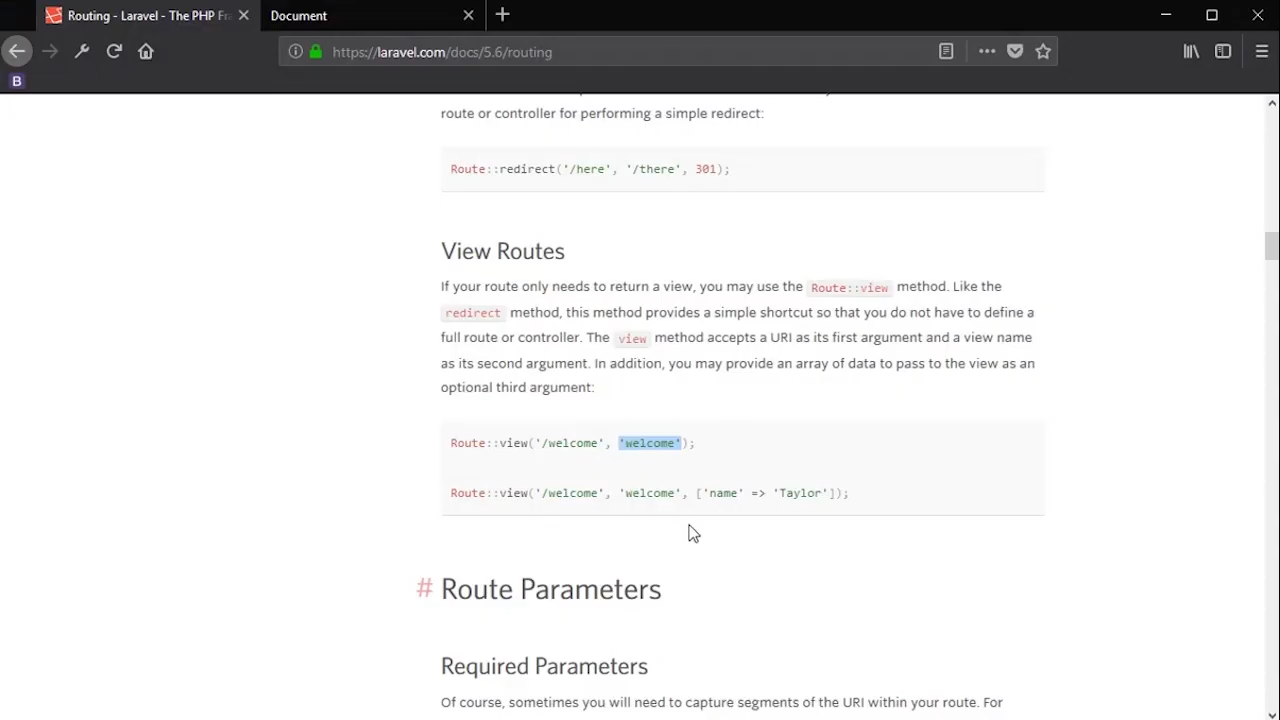 Routing - Laravel - The PHP Fra
Document
https://laravel.com/docs/5.6/routing
B
route or controller for performing a simple redirect:
Route::redirect('/here', '/there', 301);
View Routes
If your route only needs to return a view, you may use the Route::view method. Like the
redirect method, this method provides a simple shortcut so that you do not have to define a
full route or controller. The view method accepts a URI as its first argument and a view name
as its second argument. In addition, you may provide an array of data to pass to the view as an
optional third argument:
Route::view('/welcome', 'welcome');
Route::view('/welcome', 'welcome', ['name' => 'Taylor']);
# Route Parameters
Required Parameters
Of course, sometimes you will need to capture segments of the URI within your route. For